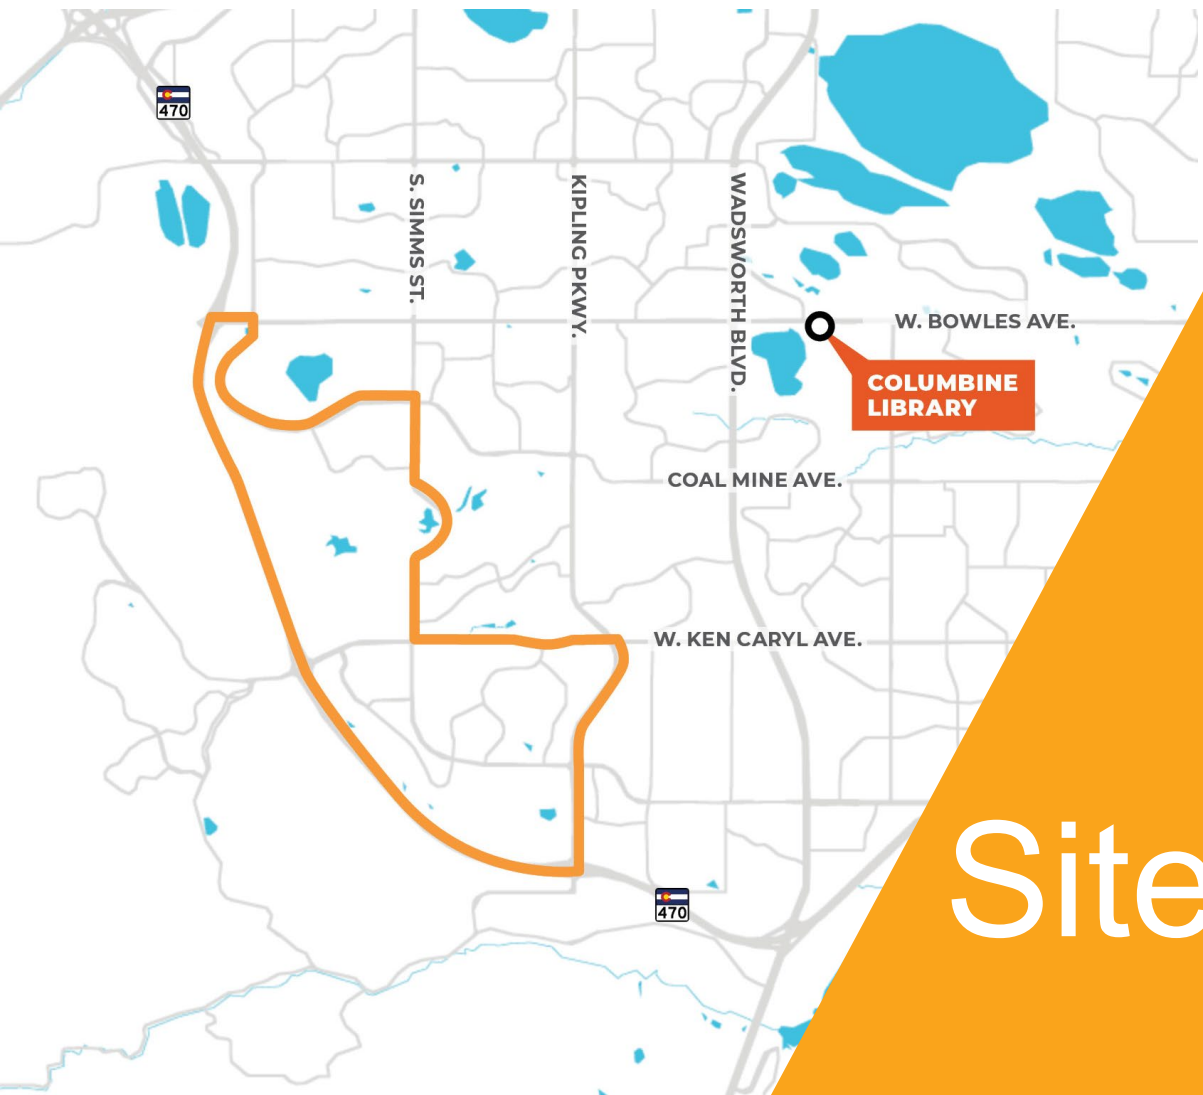 470
S. SIMMS ST.
KIPLING PKWY.
WADSWORTH BLVD.
W. BOWLES AVE.
COLUMBINE
LIBRARY
COAL MINE AVE.
W. KEN CARYL AVE.
Site
470